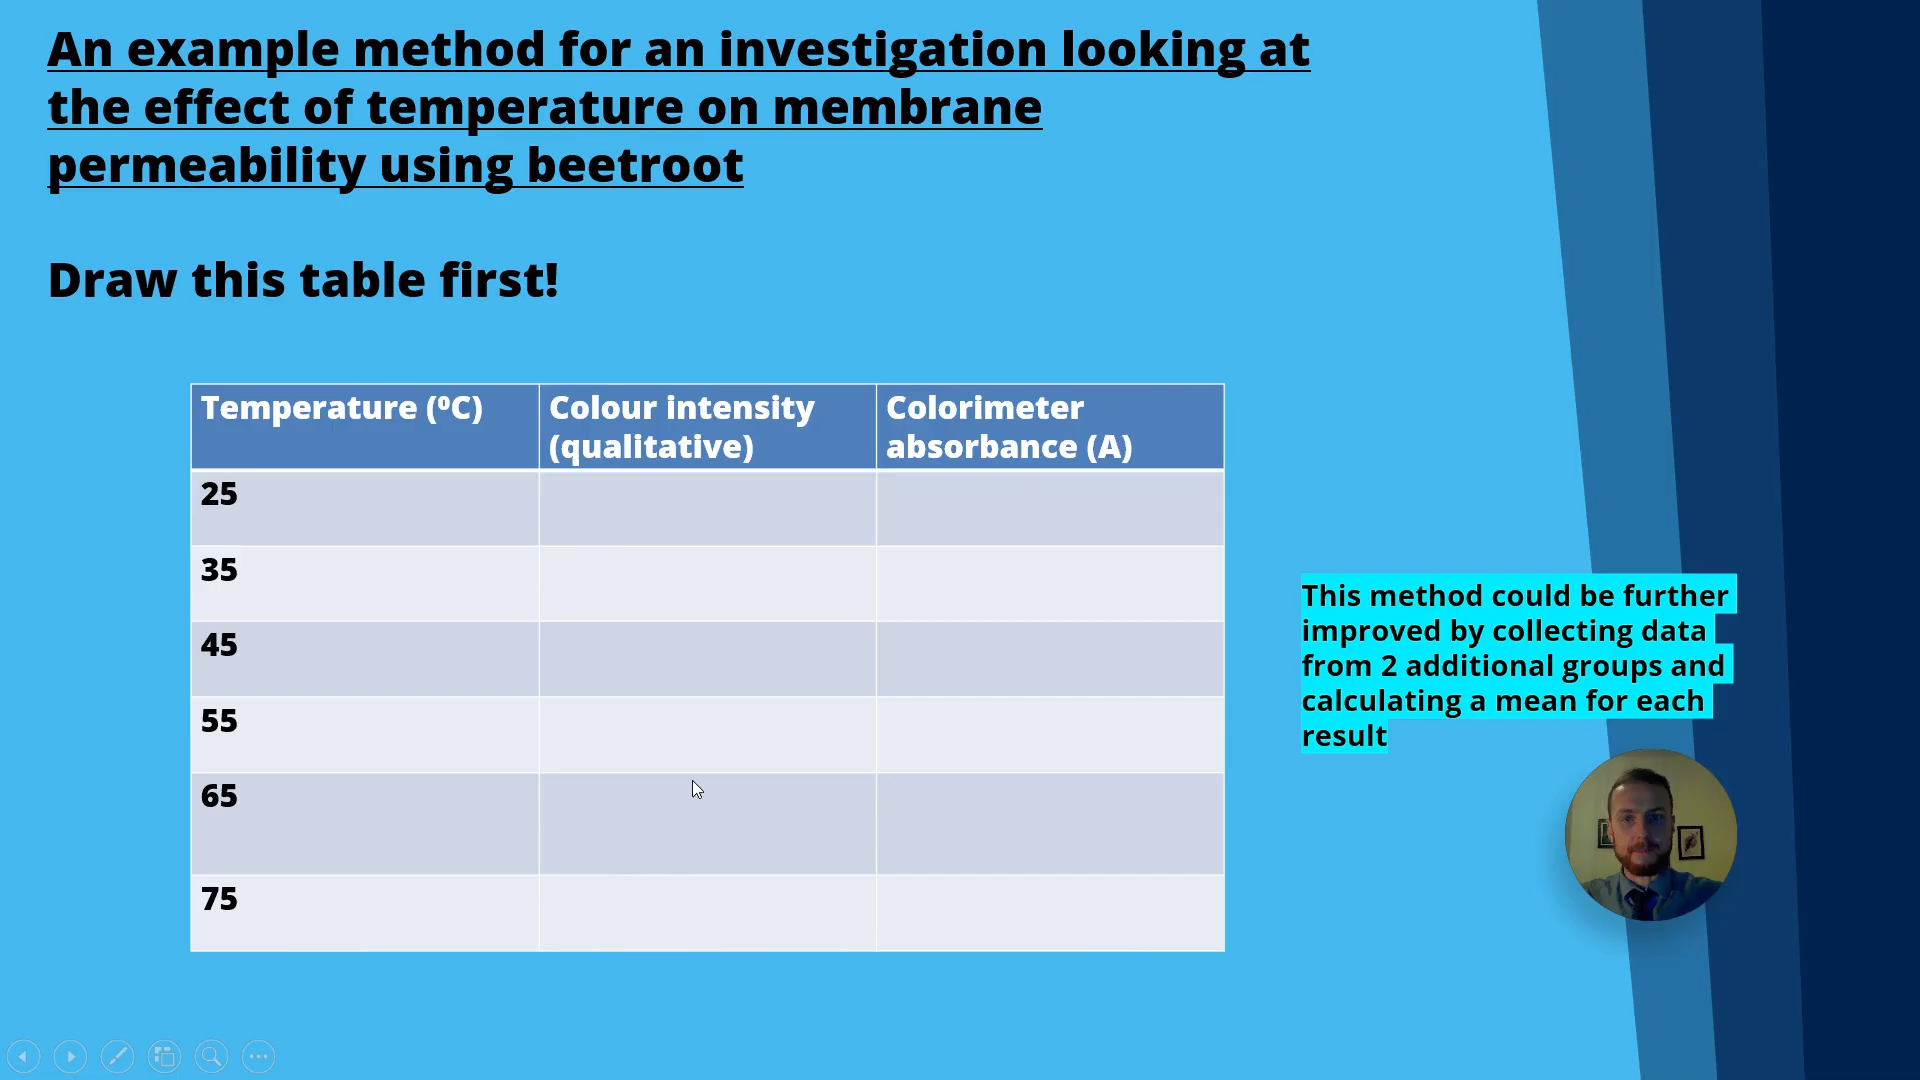 An example method for an investigation looking at
the effect of temperature on membrane
permeability using beetroot
Draw this table first!
Temperature (⁰C)
Colour intensity
(qualitative)
Colorimeter
absorbance (A)
25
35
45
55
65
75
This method could be further
improved by collecting data
from 2 additional groups and
calculating a mean for each
result